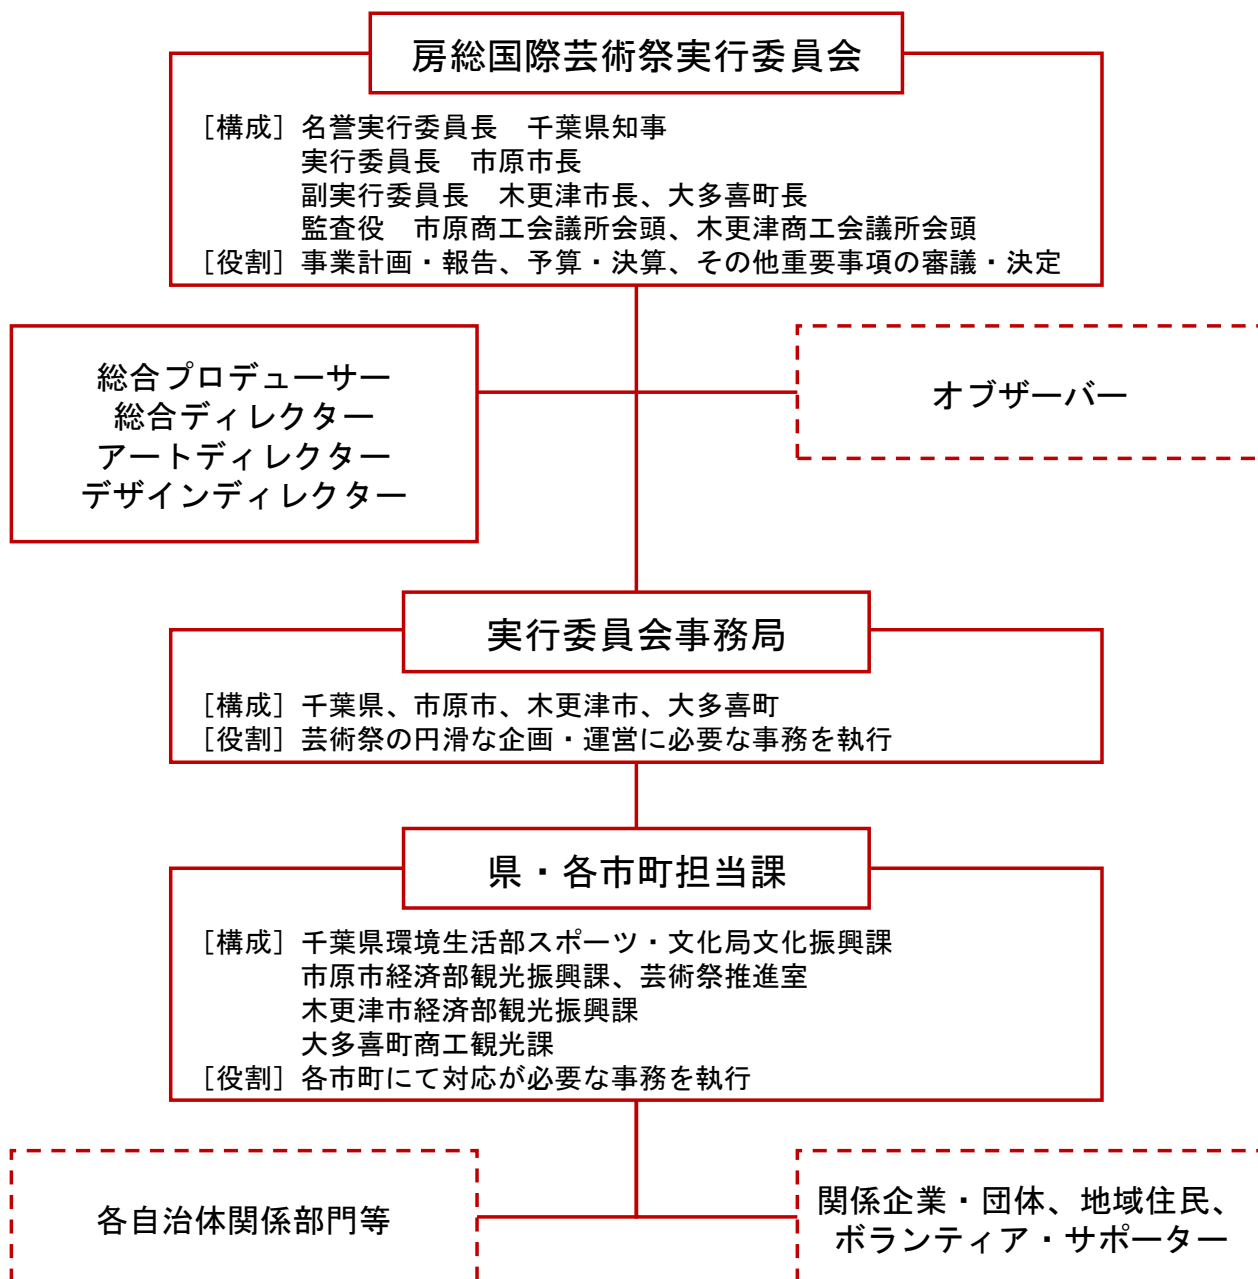 房総国際芸術祭実行委員会
［構成］名誉実行委員長　千葉県知事
実行委員長　市原市長
副実行委員長　木更津市長、大多喜町長
監査役　市原商工会議所会頭、木更津商工会議所会頭
［役割］事業計画・報告、予算・決算、その他重要事項の審議・決定
総合プロデューサー
総合ディレクター
アートディレクター
デザインディレクター
オブザーバー
実行委員会事務局
［構成］千葉県、市原市、木更津市、大多喜町
［役割］芸術祭の円滑な企画・運営に必要な事務を執行
県・各市町担当課
［構成］千葉県環境生活部スポーツ・文化局文化振興課
市原市経済部観光振興課、芸術祭推進室
木更津市経済部観光振興課
大多喜町商工観光課
［役割］各市町にて対応が必要な事務を執行
各自治体関係部門等
関係企業・団体、地域住民、
ボランティア・サポーター